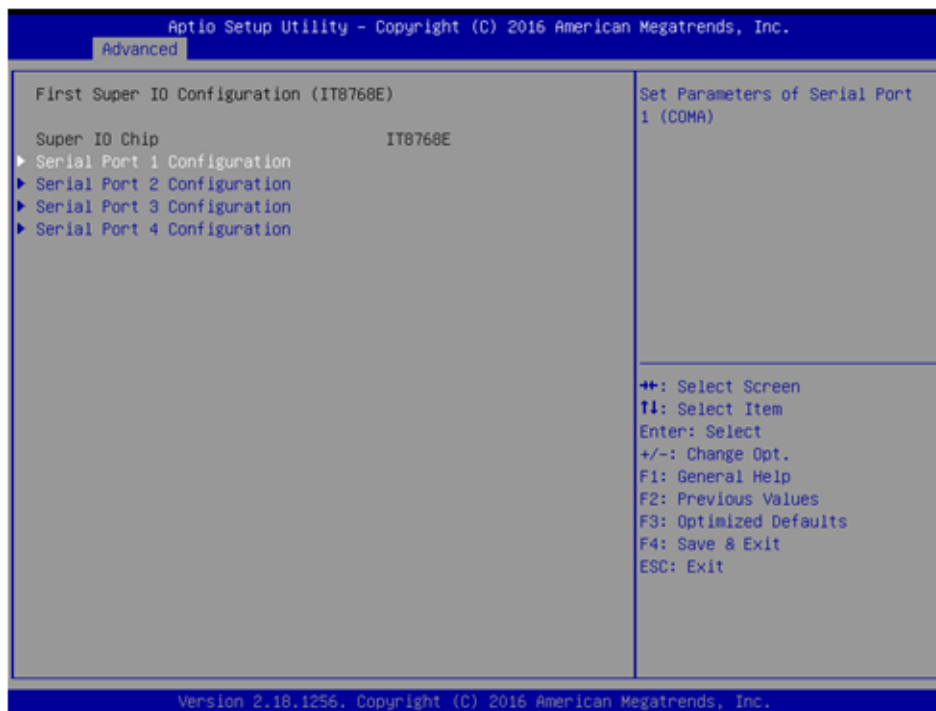 Aptio Setup Utility – Copyright (C) 2016 American Megatrends, Inc.
Advanced
First Super IO Configuration (IT8768E)
Super IO Chip IT8768E
Serial Port 1 Configuration
Serial Port 2 Configuration
Serial Port 3 Configuration
Serial Port 4 Configuration
Set Parameters of Serial Port
1 (COMA)
→←: Select Screen
↑↓: Select Item
Enter: Select
+/-: Change Opt.
F1: General Help
F2: Previous Values
F3: Optimized Defaults
F4: Save & Exit
ESC: Exit
Version 2.18.1256. Copyright (C) 2016 American Megatrends, Inc.